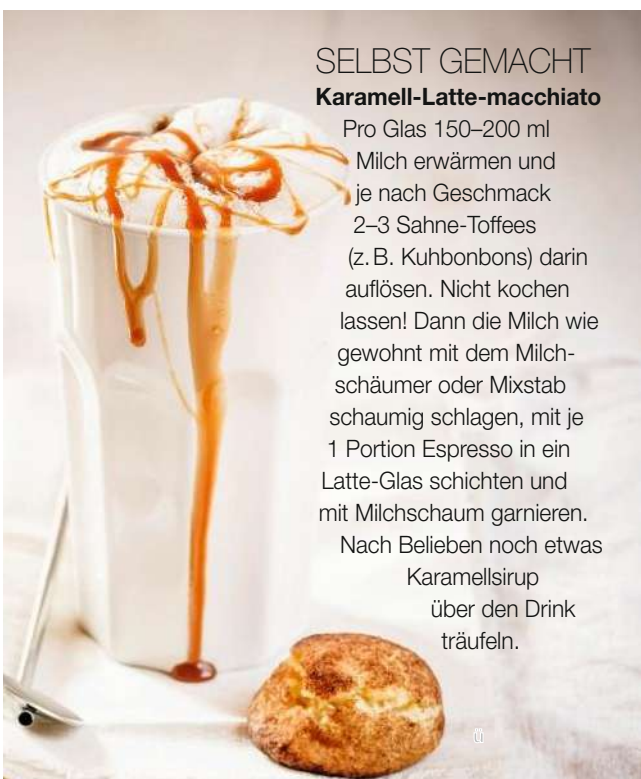 SELBST GEMACHT
Karamell-Latte-macchiato
Pro Glas 150–200 ml
Milch erwärmen und
je nach Geschmack
2–3 Sahne-Toffees
(z. B. Kuhbonbons) darin
auflösen. Nicht kochen
lassen! Dann die Milch wie
gewohnt mit dem Milch-
schäumer oder Mixstab
schaumig schlagen, mit je
1 Portion Espresso in ein
Latte-Glas schichten und
mit Milchschaum garnieren.
Nach Belieben noch etwas
Karamellsirup
über den Drink
träufeln.